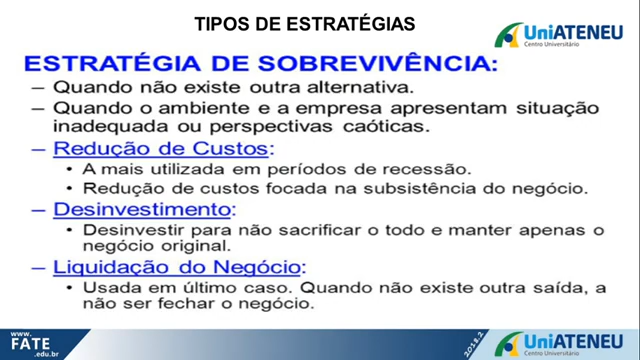 TIPOS DE ESTRATÉGIAS
UniATENEU
Centro Universitário
ESTRATÉGIA DE SOBREVIVÊNCIA:
– Quando não existe outra alternativa.
– Quando o ambiente e a empresa apresentam situação
inadequada ou perspectivas caóticas.
– Redução de Custos:
• A mais utilizada em períodos de recessão.
• Redução de custos focada na subsistência do negócio.
– Desinvestimento:
• Desinvestir para não sacrificar o todo e manter apenas o
negócio original.
– Liquidação do Negócio:
• Usada em último caso. Quando não existe outra saída, a
não ser fechar o negócio.
www.
FATE
.edu.br
2018.2
UniATENEU
Centro Universitário